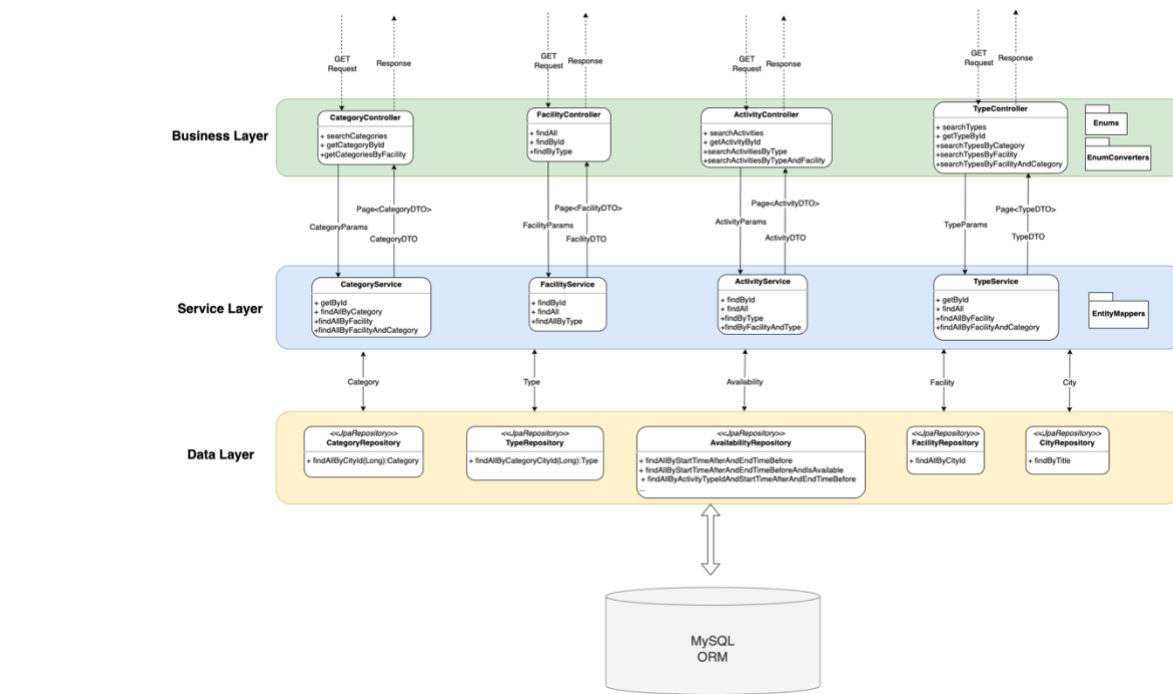 GET
Request
Response
GET
Request
Response
GET
Request
Response
GET
Request
Response
Business Layer
CategoryController
+ searchCategories
+ getCategoryById
+getCategoriesByFacility
FacilityController
+ findAll
+ findById
+findByType
ActivityController
+ searchActivities
+ getActivityById
+searchActivitiesByType
+searchActivitiesByTypeAndFacility
TypeController
+ searchTypes
+ getTypeById
+searchTypesByCategory
+searchTypesByFacility
+searchTypesByFacilityAndCategory
Enums
EnumConverters
CategoryParams
Page<CategoryDTO>
CategoryDTO
FacilityParams
Page<FacilityDTO>
FacilityDTO
ActivityParams
Page<ActivityDTO>
ActivityDTO
TypeParams
Page<TypeDTO>
TypeDTO
Service Layer
CategoryService
+ getById
+ findAllByCategory
+findAllByFacility
+findAllByFacilityAndCategory
FacilityService
+ findById
+ findAll
+findAllByType
ActivityService
+ findById
+ findAll
+findByType
+findByFacilityAndType
TypeService
+ getById
+ findAll
+findAllByFacility
+findAllByFacilityAndCategory
EntityMappers
Category
Type
Availability
Facility
City
Data Layer
<<JpaRepository>>
CategoryRepository
+ findAllByCityId(Long):Category
<<JpaRepository>>
TypeRepository
+ findAllByCategoryCityId(Long):Type
<<JpaRepository>>
AvailabilityRepository
+ findAllByStartTimeAfterAndEndTimeBefore
+ findAllByStartTimeAfterAndEndTimeBeforeAndIsAvailable
+ findAllByActivityTypeIdAndStartTimeAfterAndEndTimeBefore
...
<<JpaRepository>>
FacilityRepository
+ findAllByCityId
<<JpaRepository>>
CityRepository
+ findByTitle
MySQL
ORM